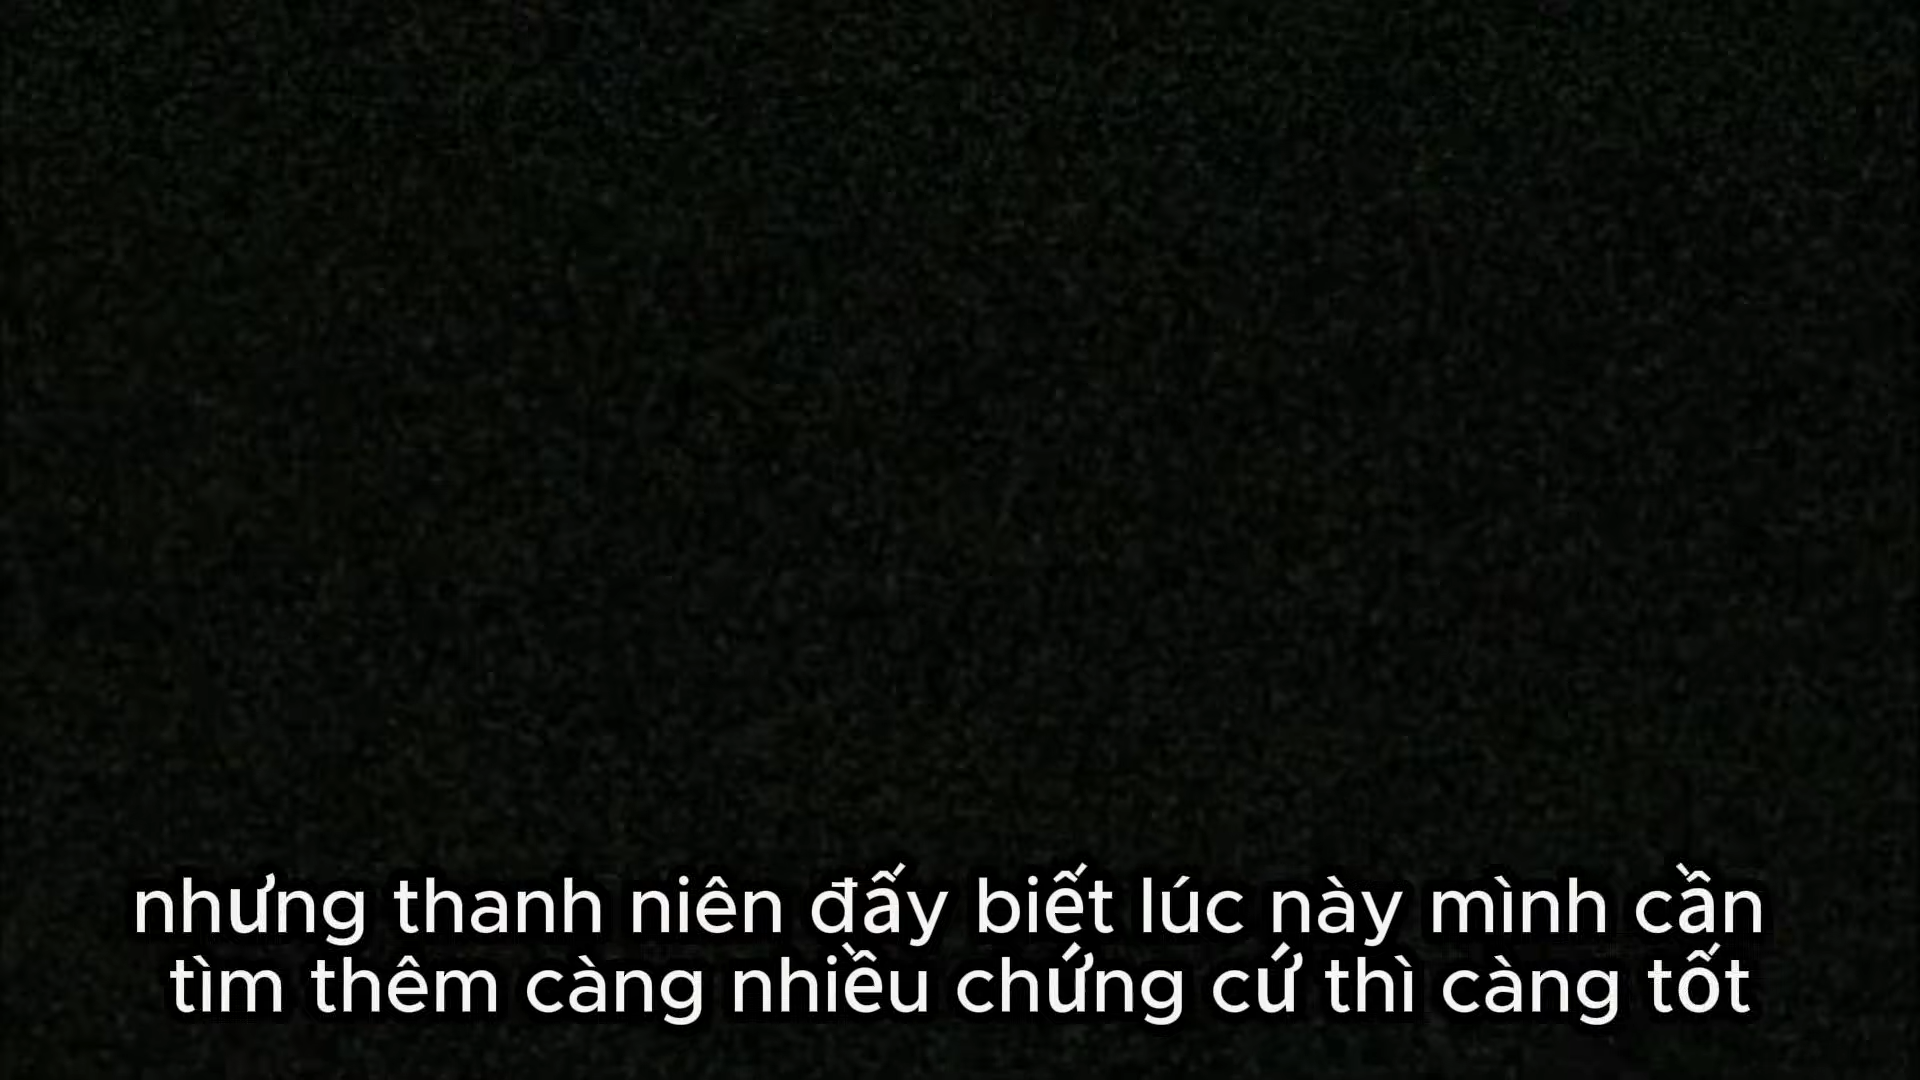 nhưng thanh niên đấy biết lúc này mình cần
tìm thêm càng nhiều chứng cứ thì càng tốt